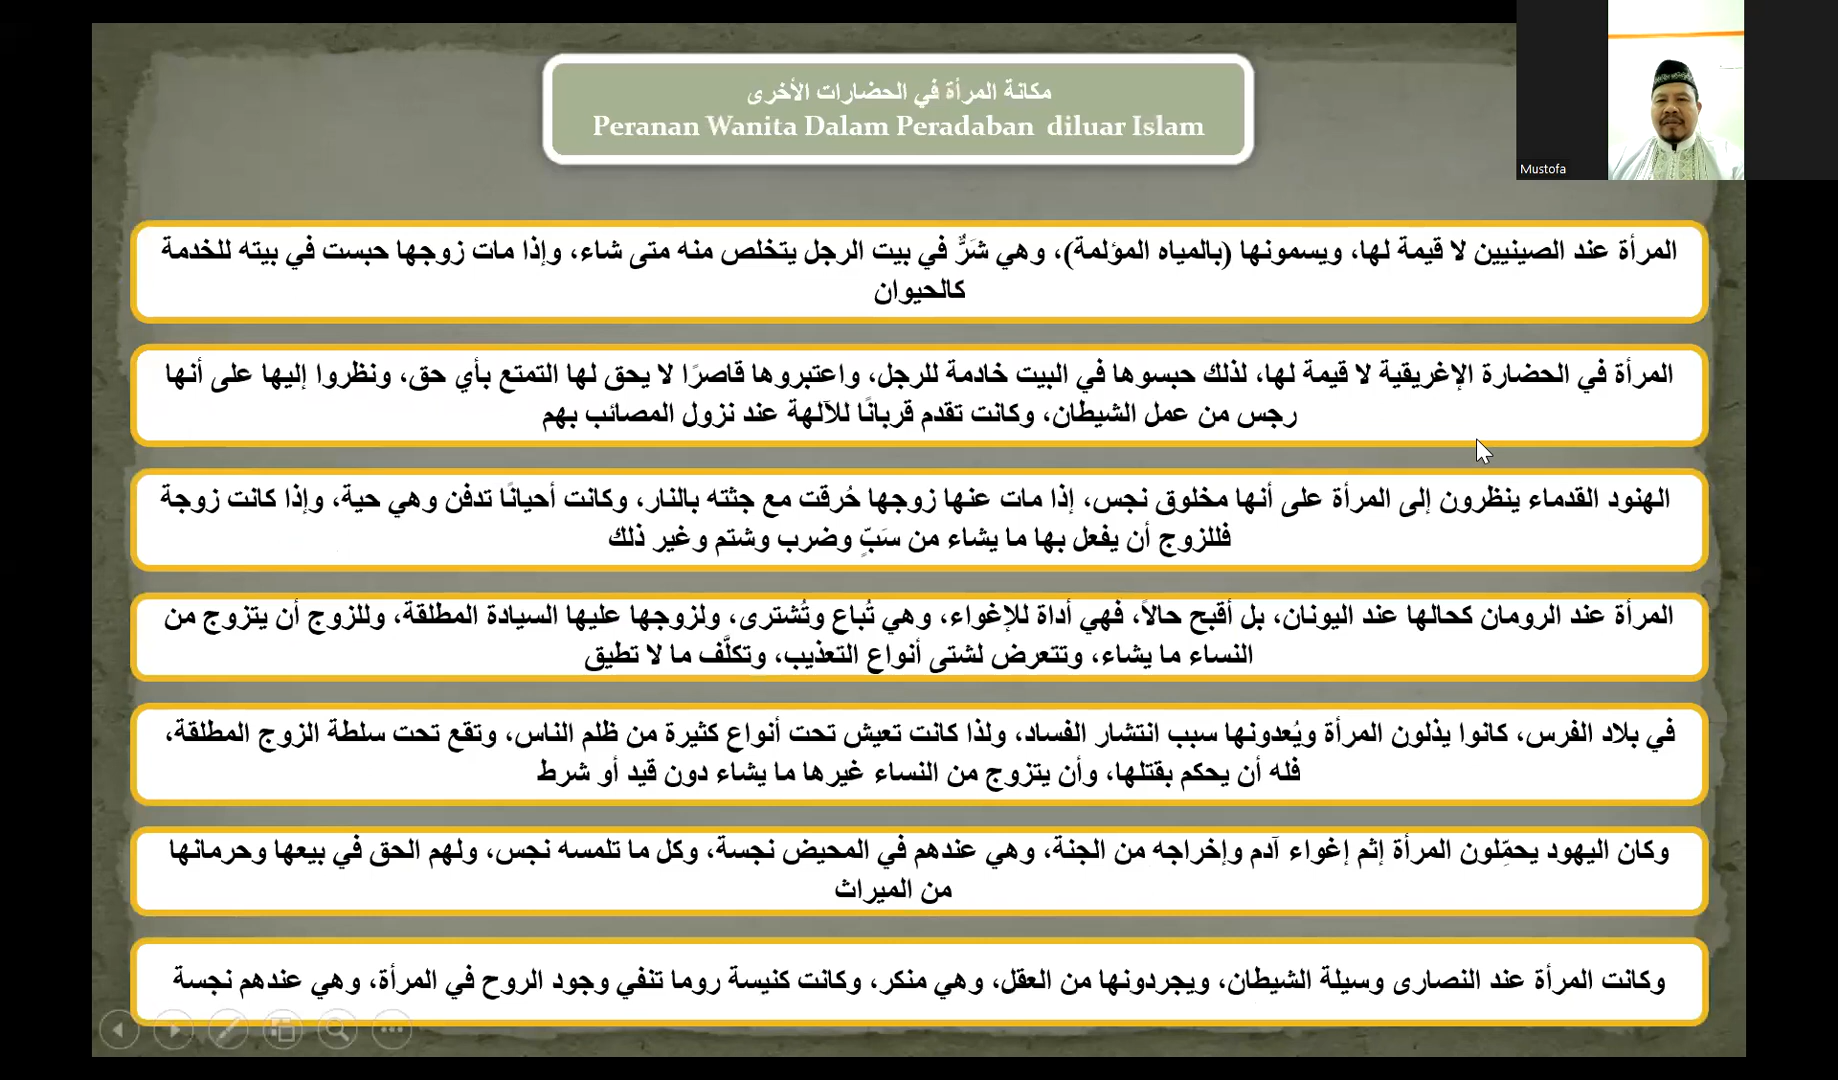 مكانة المرأة في الحضارات الأخرى
Peranan Wanita Dalam Peradaban diluar Islam
Mustofa
المرأة عند الصينيين لا قيمة لها، ويسمونها (بالمياه المؤلمة)، وهي شَرٌّ في بيت الرجل يتخلص منه متى شاء، وإذا مات زوجها حبست في بيته للخدمة
كالحيوان
المرأة في الحضارة الإغريقية لا قيمة لها، لذلك حبسوها في البيت خادمة للرجل، واعتبروها قاصرًا لا يحق لها التمتع بأي حق، ونظروا إليها على أنها
رجس من عمل الشيطان، وكانت تقدم قربانًا للآلهة عند نزول المصائب بهم
الهنود القدماء ينظرون إلى المرأة على أنها مخلوق نجس، إذا مات عنها زوجها حُرقت مع جثته بالنار، وكانت أحيانًا تدفن وهي حية، وإذا كانت زوجة
فللزوج أن يفعل بها ما يشاء من سَبٍّ وضرب وشتم وغير ذلك
المرأة عند الرومان كحالها عند اليونان، بل أقبح حالاً، فهي أداة للإغواء، وهي تُباع وتُشترى، ولزوجها عليها السيادة المطلقة، وللزوج أن يتزوج من
النساء ما يشاء، وتتعرض لشتى أنواع التعذيب، وتكلَّف ما لا تطيق
في بلاد الفرس، كانوا يذلون المرأة ويُعدونها سبب انتشار الفساد، ولذا كانت تعيش تحت أنواع كثيرة من ظلم الناس، وتقع تحت سلطة الزوج المطلقة،
فله أن يحكم بقتلها، وأن يتزوج من النساء غيرها ما يشاء دون قيد أو شرط
وكان اليهود يحمِّلون المرأة إثم إغواء آدم وإخراجه من الجنة، وهي عندهم في المحيض نجسة، وكل ما تلمسه نجس، ولهم الحق في بيعها وحرمانها
من الميراث
وكانت المرأة عند النصارى وسيلة الشيطان، ويجردونها من العقل، وهي منكر، وكانت كنيسة روما تنفي وجود الروح في المرأة، وهي عندهم نجسة